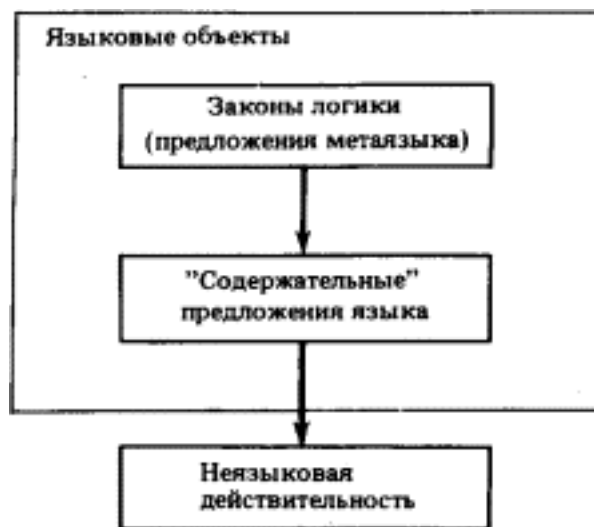 Языковые объекты
Законы логики
(предложения метаязыка)
"Содержательные"
предложения языка
Неязыковая
действительность